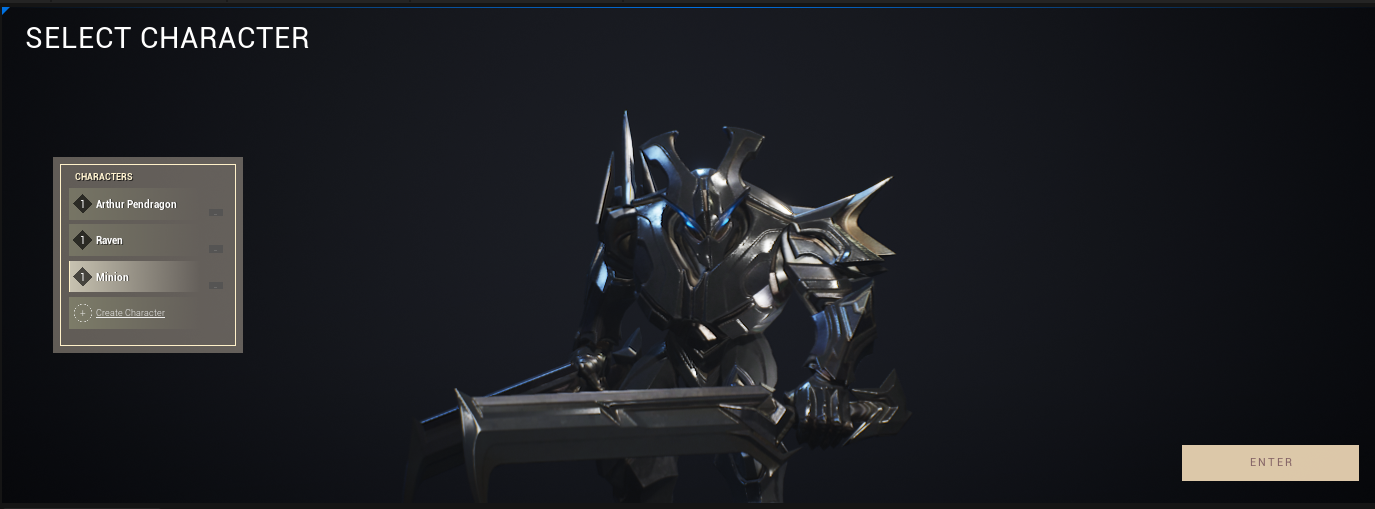 SELECT CHARACTER
CHARACTERS
1 Arthur Pendragon
1 Raven
1 Minion
+ Create Character
ENTER